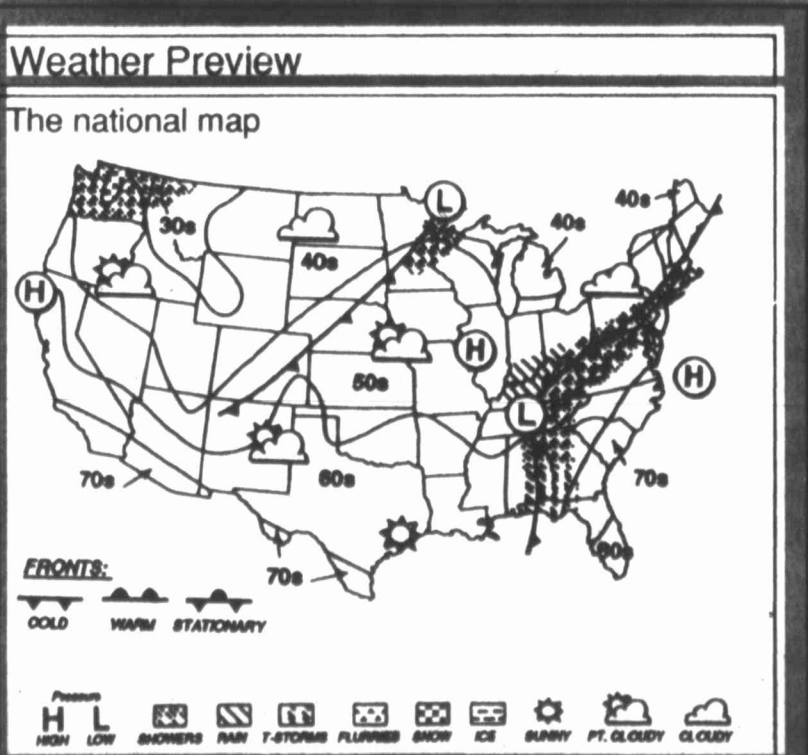 Weather Preview
The national map
L
40s
40s
30s
40s
H
H
50s
H
L
70s
60s
70s
80s
70s
FRONTS:
COLD WARM STATIONARY
Pressure
H L
HIGH LOW SHOWERS RAIN T-STORMS FLURRIES SNOW ICE SUNNY PT. CLOUDY CLOUDY